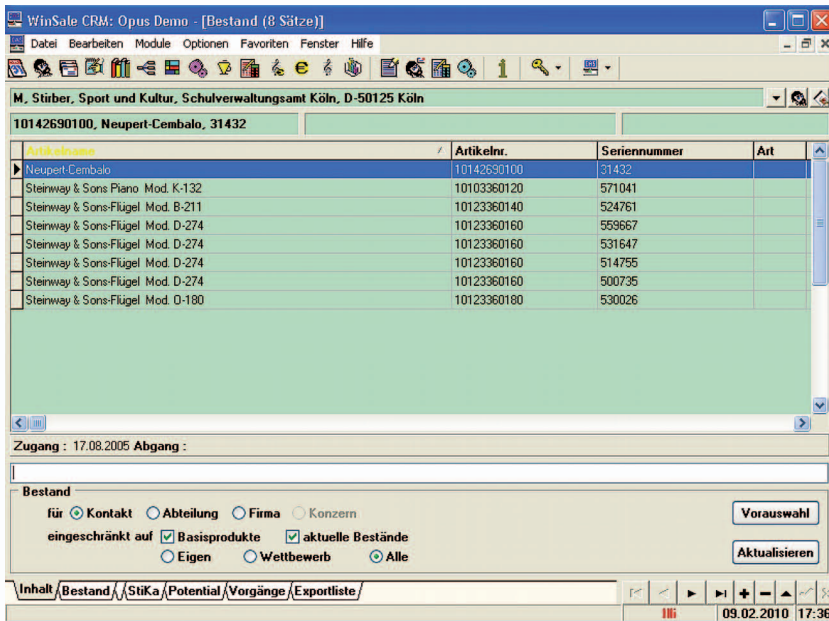 WinSale CRM: Opus Demo - [Bestand (8 Sätze)]
Datei Bearbeiten Module Optionen Favoriten Fenster Hilfe
M, Stirber, Sport und Kultur, Schulverwaltungsamt Köln, D-50125 Köln
10142690100, Neupert-Cembalo, 31432
Artikelname Artikelnr. Seriennummer Art
Neupert-Cembalo 10142690100 31432
Steinway & Sons Piano Mod. K-132 10103360120 571041
Steinway & Sons-Flügel Mod. B-211 10123360140 524761
Steinway & Sons-Flügel Mod. D-274 10123360160 559667
Steinway & Sons-Flügel Mod. D-274 10123360160 531647
Steinway & Sons-Flügel Mod. D-274 10123360160 514755
Steinway & Sons-Flügel Mod. D-274 10123360160 500735
Steinway & Sons-Flügel Mod. O-180 10123360180 530026
Zugang : 17.08.2005 Abgang :
Bestand
für Kontakt Abteilung Firma Konzern Vorauswahl
eingeschränkt auf Basisprodukte aktuelle Bestände
Eigen Wettbewerb Alle Aktualisieren
Inhalt Bestand StiKa Potential Vorgänge Exportliste
09.02.2010 17:36